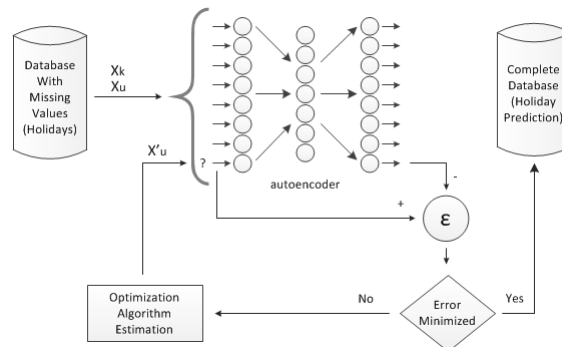 Database
With
Missing
Values
(Holidays)
Xk
Xu
X'u
?
autoencoder
Complete
Database
(Holiday
Prediction)
-
+
ε
Optimization
Algorithm
Estimation
No
Error
Minimized
Yes